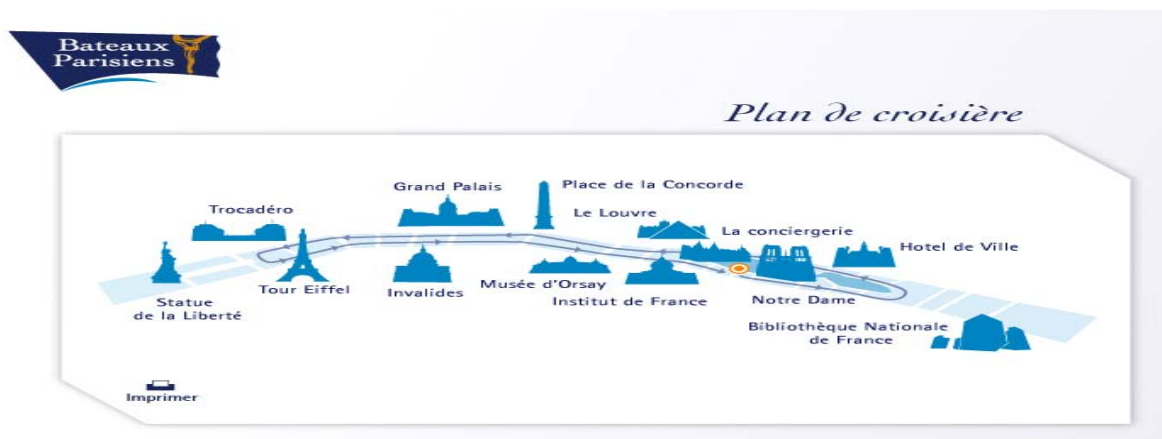 Bateaux
Parisiens
Plan de croisière
Grand Palais
Place de la Concorde
Trocadéro
Le Louvre
La conciergerie
Hotel de Ville
Statue
de la Liberté
Tour Eiffel
Invalides
Musée d'Orsay
Institut de France
Notre Dame
Bibliothèque Nationale
de France
Imprimer